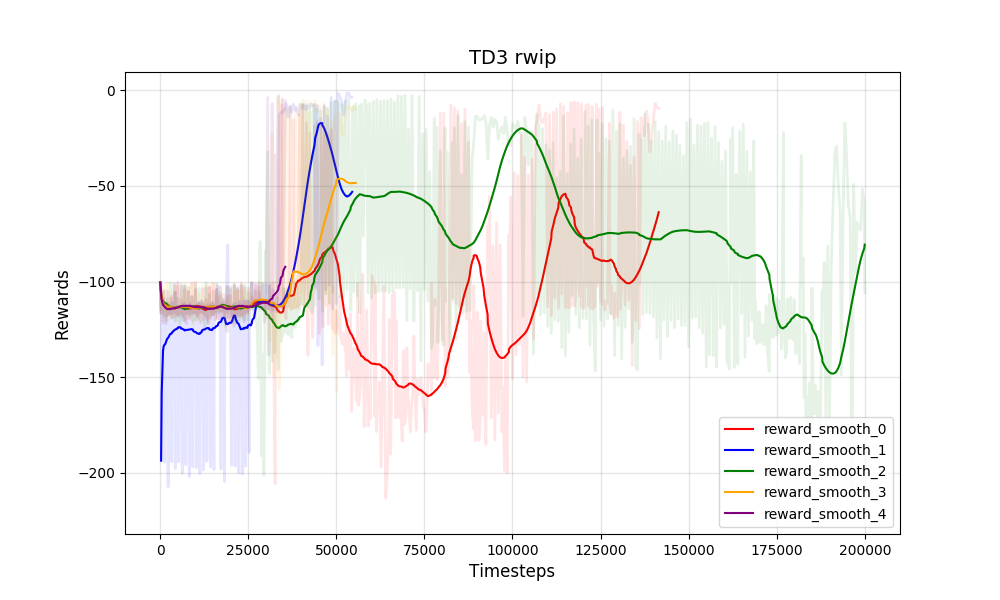 TD3 rwip
0
−50
−100
−150
−200
Rewards
0
25000
50000
75000
100000
125000
150000
175000
200000
Timesteps
reward_smooth_0
reward_smooth_1
reward_smooth_2
reward_smooth_3
reward_smooth_4